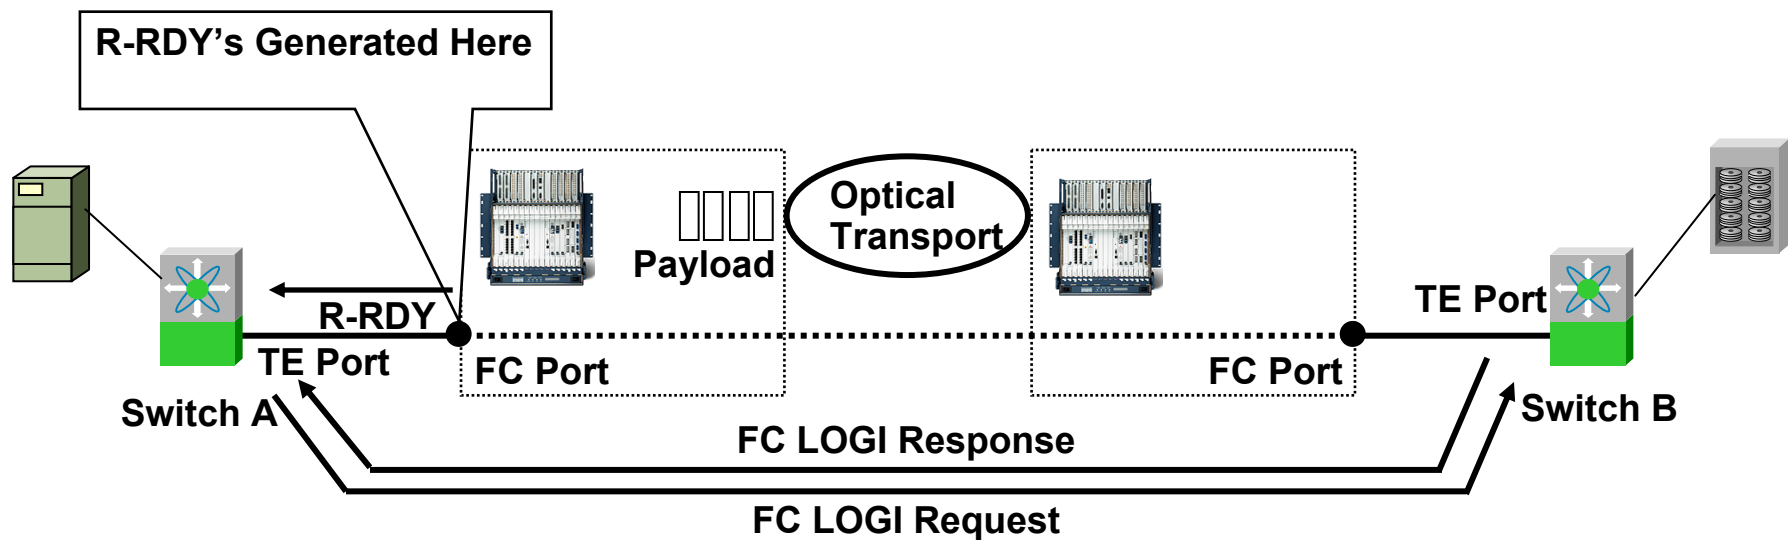 R-RDY’s Generated Here
Optical
Transport
Payload
R-RDY
TE Port
TE Port
FC Port
FC Port
Switch A
Switch B
FC LOGI Response
FC LOGI Request